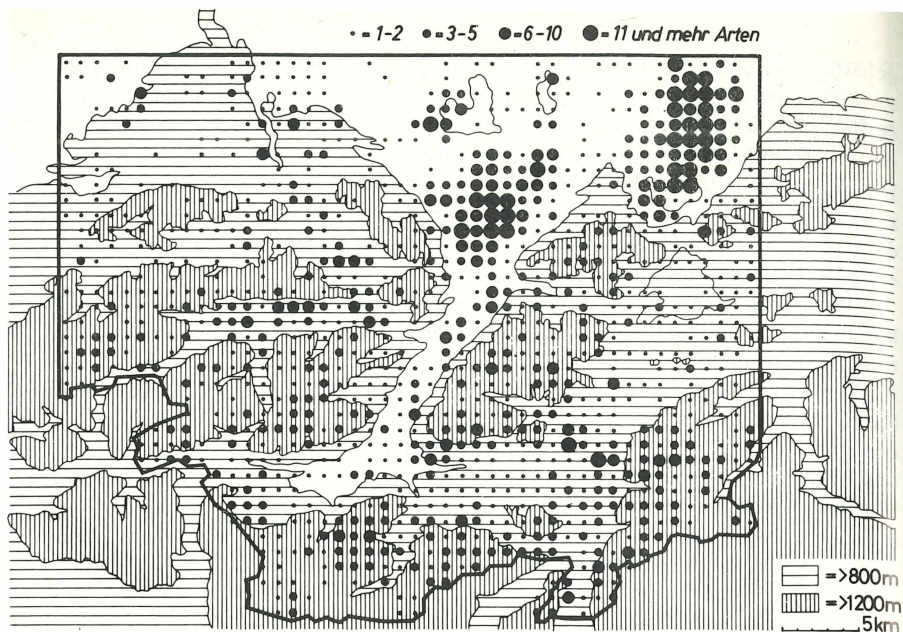 • = 1-2 • = 3-5 ● = 6-10 ● = 11 und mehr Arten
= >800m
= >1200m
5km